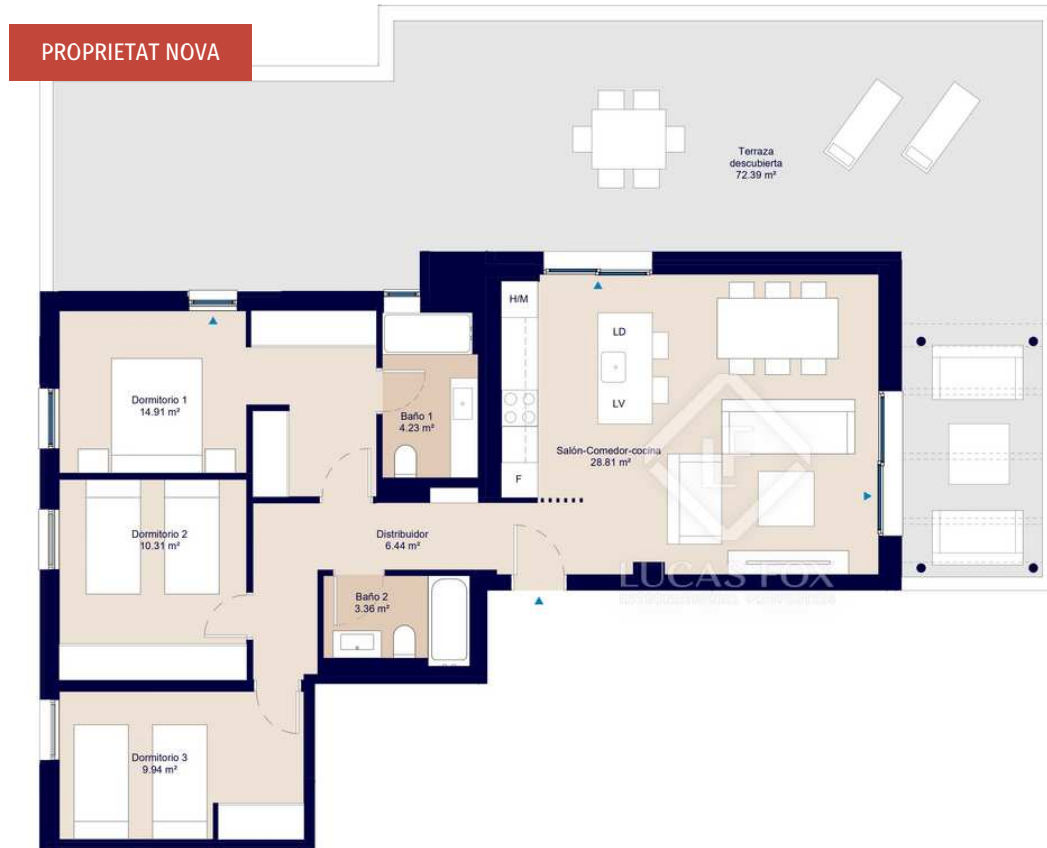 PROPRIETAT NOVA
Terraza
descubierta
72.39 m²
H/M
LD
LV
F
Dormitorio 1
14.91 m²
Baño 1
4.23 m²
Salón-Comedor-cocina
28.81 m²
LF
Dormitorio 2
10.31 m²
Distribuidor
6.44 m²
Baño 2
3.36 m²
LUCAS FOX
Dormitorio 3
9.94 m²